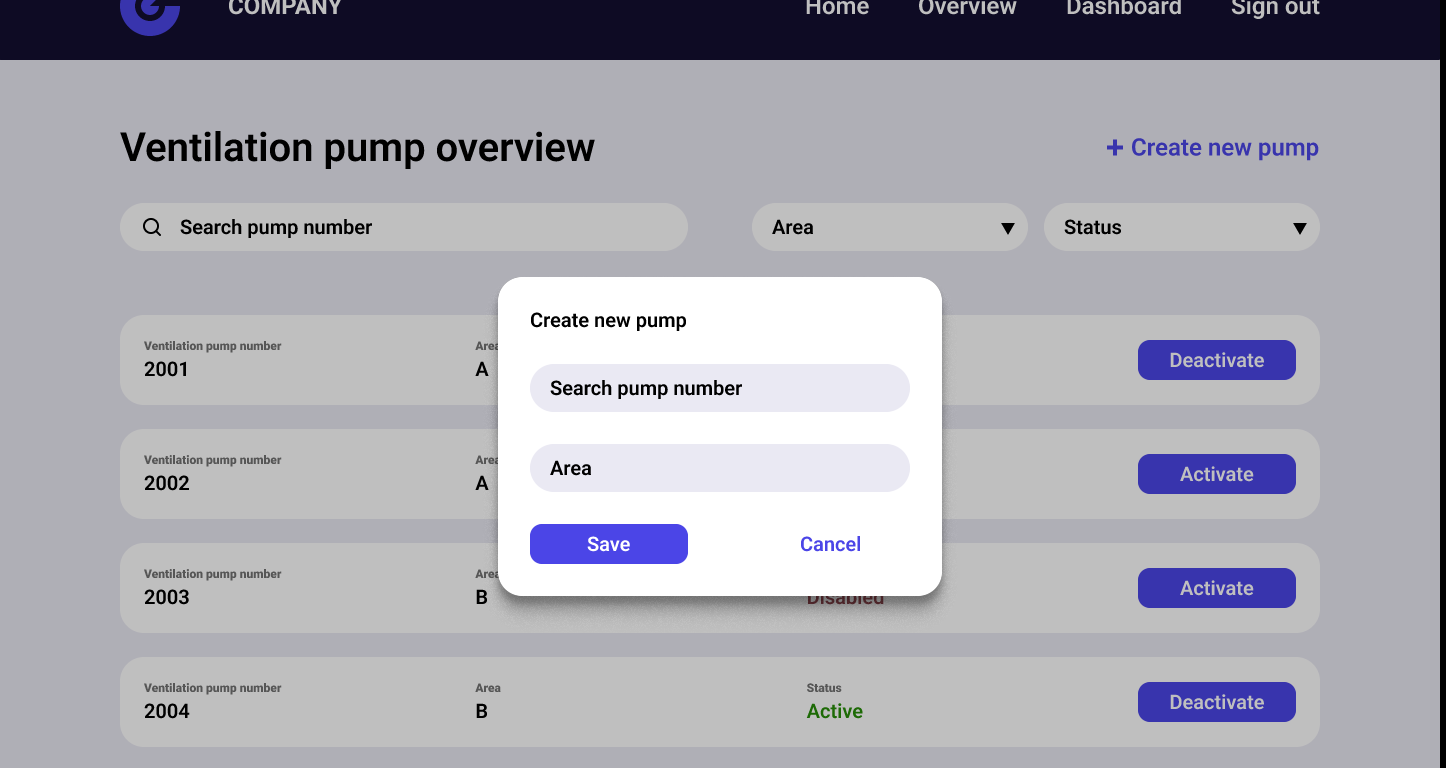 COMPANY
Home Overview Dashboard Sign out
Ventilation pump overview
+ Create new pump
Search pump number
Area
Status
Create new pump
Search pump number
Area
Save
Cancel
Ventilation pump number
2001
Area
A
Deactivate
Ventilation pump number
2002
Area
A
Activate
Ventilation pump number
2003
Area
B
Disabled
Activate
Ventilation pump number
2004
Area
B
Status
Active
Deactivate